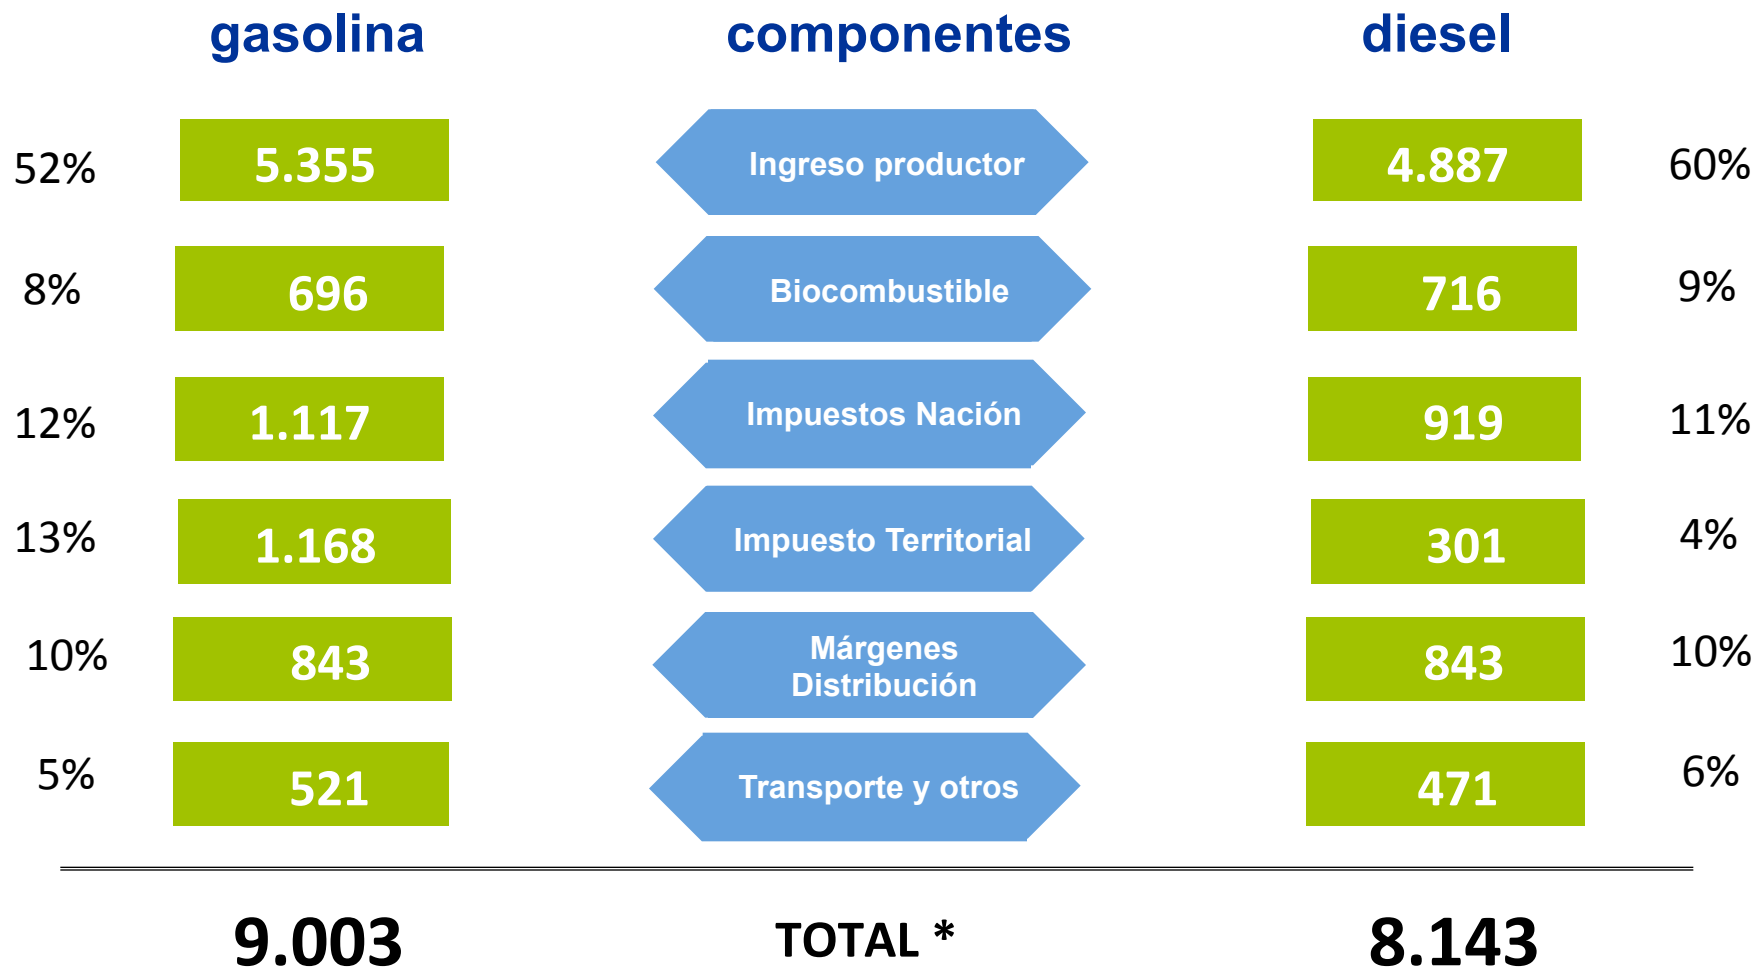 gasolina componentes diesel
52% 5.355 Ingreso productor 4.887 60%
8% 696 Biocombustible 716 9%
12% 1.117 Impuestos Nación 919 11%
13% 1.168 Impuesto Territorial 301 4%
10% 843 Márgenes
Distribución 843 10%
5% 521 Transporte y otros 471 6%
9.003 TOTAL * 8.143